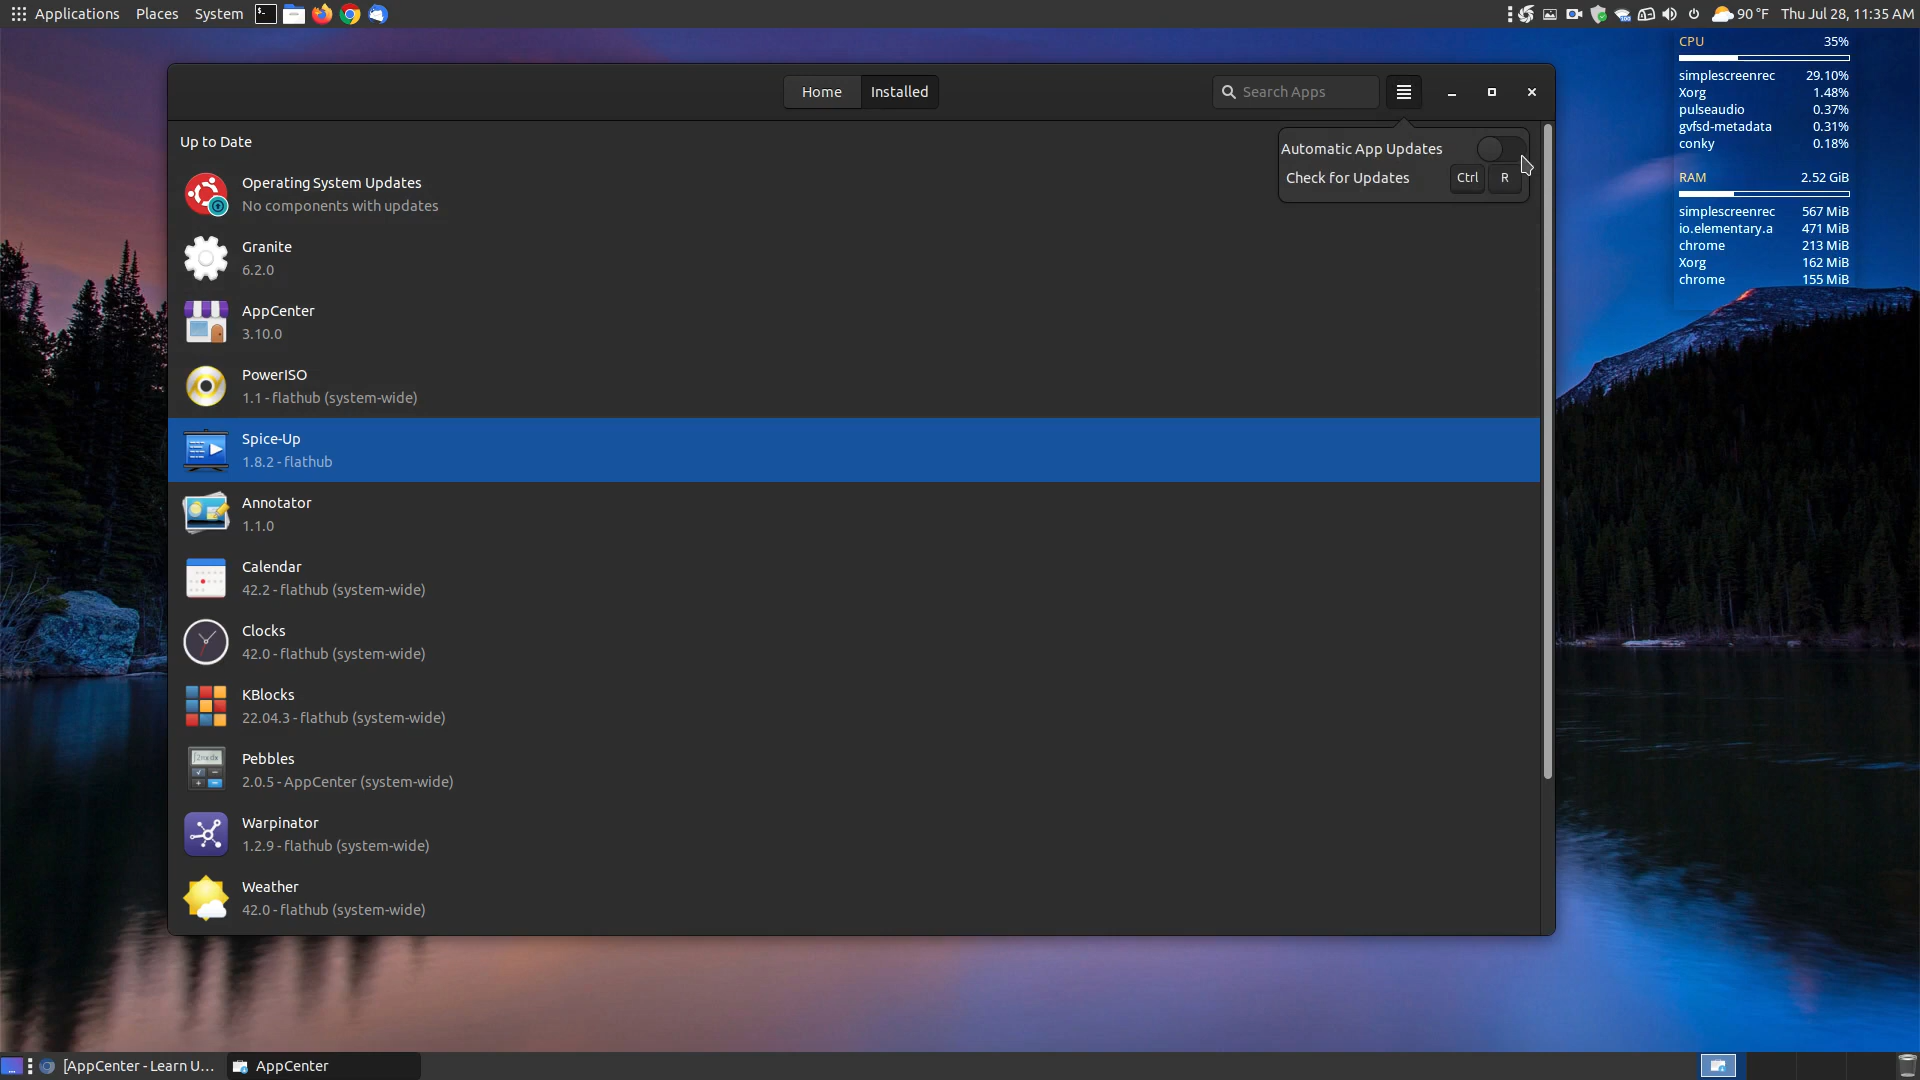 Applications Places System 90 °F Thu Jul 28, 11:35 AM
CPU 35%
simplescreenrec 29.10%
Xorg 1.48%
pulseaudio 0.37%
gvfsd-metadata 0.31%
conky 0.18%
RAM 2.52 GiB
simplescreenrec 567 MiB
io.elementary.a 471 MiB
chrome 213 MiB
Xorg 162 MiB
chrome 155 MiB
Home Installed Search Apps
Automatic App Updates
Check for Updates Ctrl R
Up to Date
Operating System Updates
No components with updates
Granite
6.2.0
AppCenter
3.10.0
PowerISO
1.1 - flathub (system-wide)
Spice-Up
1.8.2 - flathub
Annotator
1.1.0
Calendar
42.2 - flathub (system-wide)
Clocks
42.0 - flathub (system-wide)
KBlocks
22.04.3 - flathub (system-wide)
Pebbles
2.0.5 - AppCenter (system-wide)
Warpinator
1.2.9 - flathub (system-wide)
Weather
42.0 - flathub (system-wide)
[AppCenter - Learn U... AppCenter